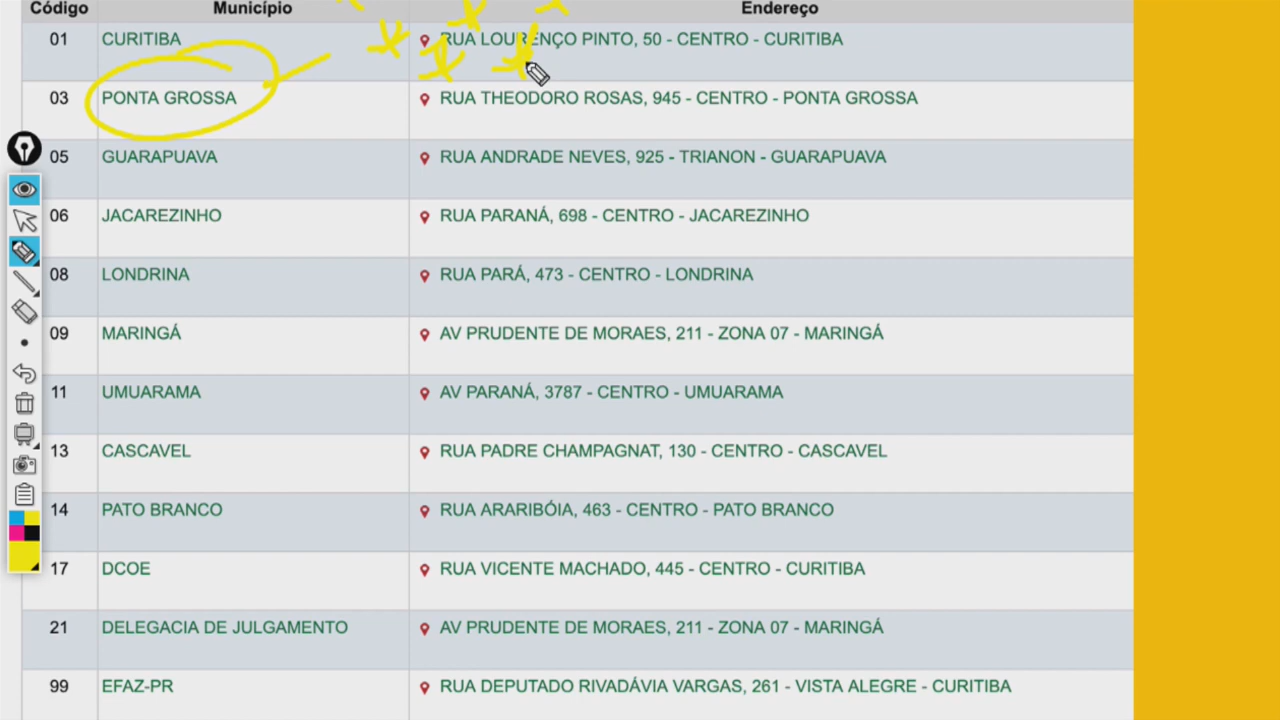 Código Município Endereço
01 CURITIBA RUA LOURENÇO PINTO, 50 - CENTRO - CURITIBA
03 PONTA GROSSA RUA THEODORO ROSAS, 945 - CENTRO - PONTA GROSSA
05 GUARAPUAVA RUA ANDRADE NEVES, 925 - TRIANON - GUARAPUAVA
06 JACAREZINHO RUA PARANÁ, 698 - CENTRO - JACAREZINHO
08 LONDRINA RUA PARÁ, 473 - CENTRO - LONDRINA
09 MARINGÁ AV PRUDENTE DE MORAES, 211 - ZONA 07 - MARINGÁ
11 UMUARAMA AV PARANÁ, 3787 - CENTRO - UMUARAMA
13 CASCAVEL RUA PADRE CHAMPAGNAT, 130 - CENTRO - CASCAVEL
14 PATO BRANCO RUA ARARIBÓIA, 463 - CENTRO - PATO BRANCO
17 DCOE RUA VICENTE MACHADO, 445 - CENTRO - CURITIBA
21 DELEGACIA DE JULGAMENTO AV PRUDENTE DE MORAES, 211 - ZONA 07 - MARINGÁ
99 EFAZ-PR RUA DEPUTADO RIVADÁVIA VARGAS, 261 - VISTA ALEGRE - CURITIBA